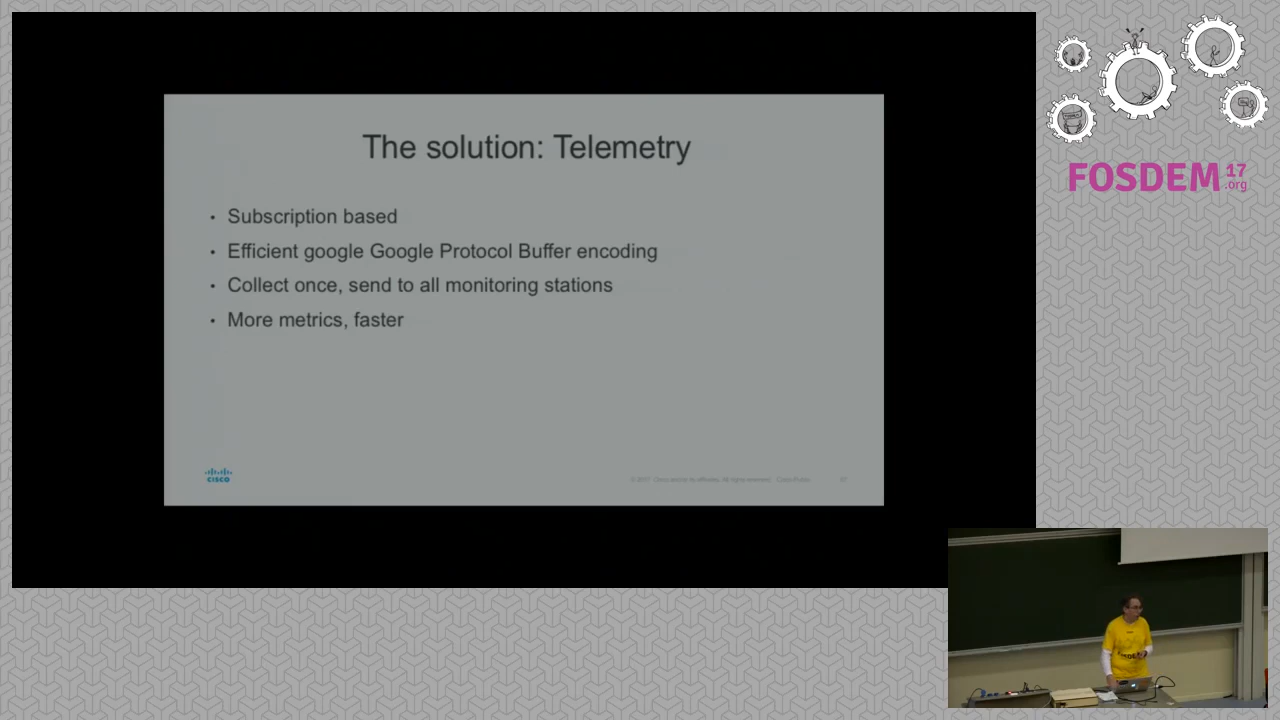 The solution: Telemetry
• Subscription based
• Efficient google Google Protocol Buffer encoding
• Collect once, send to all monitoring stations
• More metrics, faster
CISCO
FOSDEM 17
.org